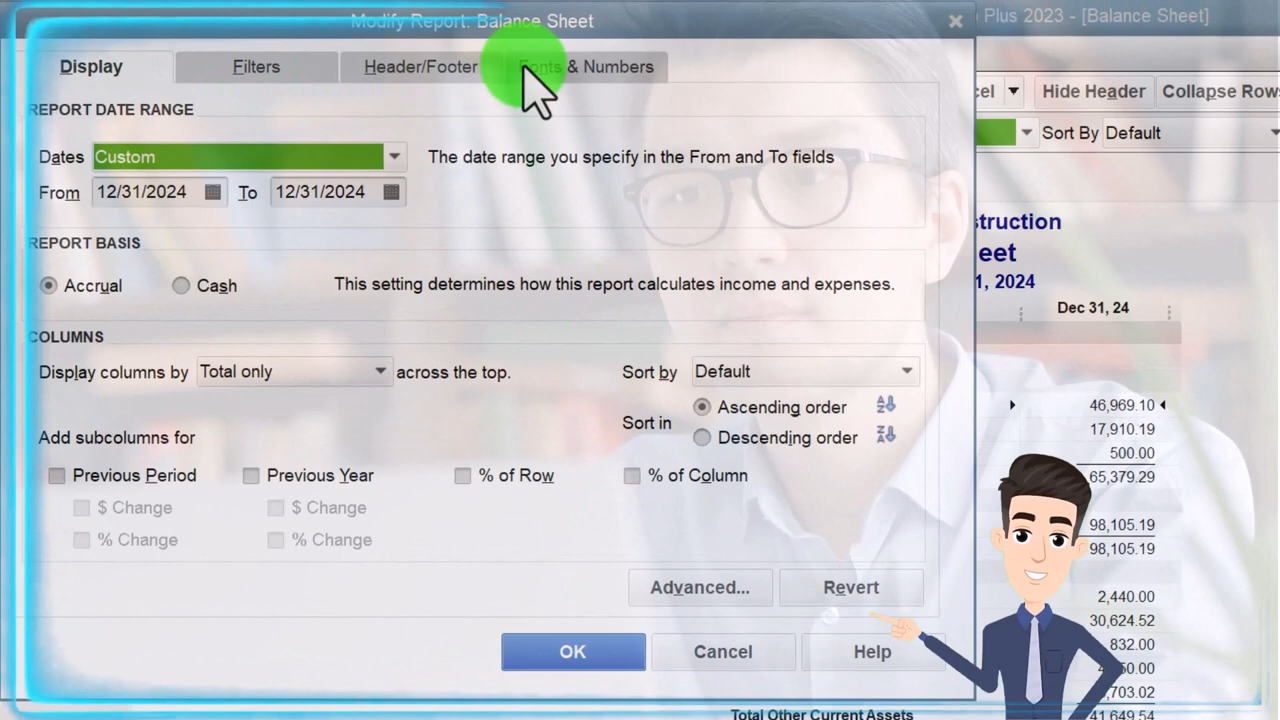 Modify Report: Balance Sheet
Plus 2023 - [Balance Sheet]
Display Filters Header/Footer Fonts & Numbers
Hide Header Collapse Rows
REPORT DATE RANGE
Sort By Default
Dates Custom The date range you specify in the From and To fields
From 12/31/2024 To 12/31/2024
REPORT BASIS
Accrual Cash This setting determines how this report calculates income and expenses.
1, 2024
Dec 31, 24
COLUMNS
Display columns by Total only across the top. Sort by Default
Sort in Ascending order
Descending order
Add subcolumns for
Previous Period Previous Year % of Row % of Column
$ Change $ Change
% Change % Change
Advanced... Revert
OK Cancel Help
46,969.10
17,910.19
500.00
65,379.29
98,105.19
98,105.19
2,440.00
30,624.52
832.00
41,649.54
Total Other Current Assets